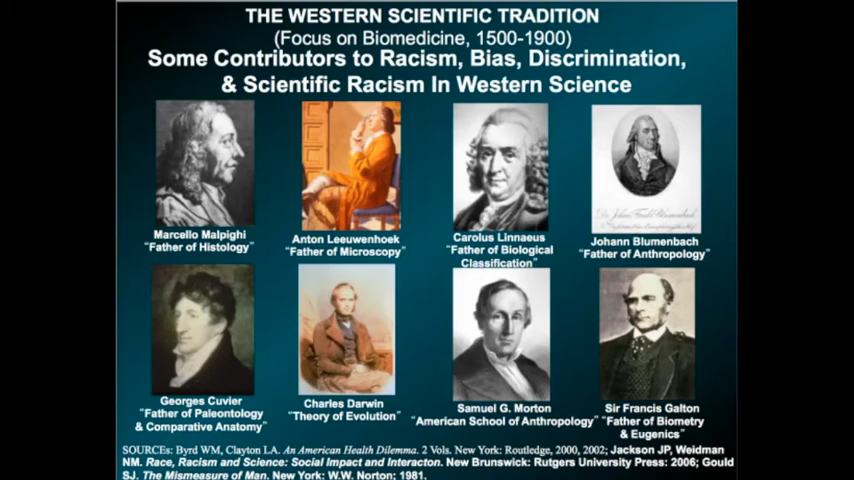 THE WESTERN SCIENTIFIC TRADITION
(Focus on Biomedicine, 1500-1900)
Some Contributors to Racism, Bias, Discrimination,
& Scientific Racism In Western Science
Marcello Malpighi
"Father of Histology"
Anton Leeuwenhoek
"Father of Microscopy"
Carolus Linnaeus
"Father of Biological
Classification"
Johann Blumenbach
"Father of Anthropology"
Georges Cuvier
"Father of Paleontology
& Comparative Anatomy"
Charles Darwin
"Theory of Evolution"
Samuel G. Morton
"American School of Anthropology"
Sir Francis Galton
"Father of Biometry
& Eugenics"
SOURCEs: Byrd WM, Clayton LA. An American Health Dilemma. 2 Vols. New York: Routledge, 2000, 2002; Jackson JP, Weidman
NM. Race, Racism and Science: Social Impact and Interacton. New Brunswick: Rutgers University Press: 2006; Gould
SJ. The Mismeasure of Man. New York: W.W. Norton; 1981.